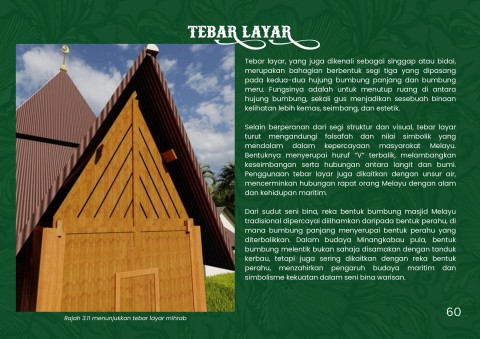 TEBAR LAYAR
Tebar layar, yang juga dikenali sebagai singgap atau bidai,
merupakan bahagian berbentuk segi tiga yang dipasang
pada kedua-dua hujung bumbung panjang dan bumbung
meru. Fungsinya adalah untuk menutup ruang di antara
hujung bumbung, sekali gus menjadikan sesebuah binaan
kelihatan lebih kemas, seimbang, dan estetik.
Selain berperanan dari segi struktur dan visual, tebar layar
turut mengandungi falsafah dan nilai simbolik yang
mendalam dalam kepercayaan masyarakat Melayu.
Bentuknya menyerupai huruf "V" terbalik, melambangkan
keseimbangan serta hubungan antara langit dan bumi.
Penggunaan tebar layar juga dikaitkan dengan unsur air,
mencerminkan hubungan rapat orang Melayu dengan alam
dan kehidupan maritim.
Dari sudut seni bina, reka bentuk bumbung masjid Melayu
tradisional dipercayai diilhamkan daripada bentuk perahu, di
mana bumbung panjang menyerupai bentuk perahu yang
diterbalikkan. Dalam budaya Minangkabau pula, bentuk
bumbung melentik bukan sahaja disamakan dengan tanduk
kerbau, tetapi juga sering dikaitkan dengan reka bentuk
perahu, menzahirkan pengaruh budaya maritim dan
simbolisme kekuatan dalam seni bina warisan.
60
Rajah 3.11 menunjukkan tebar layar mihrab